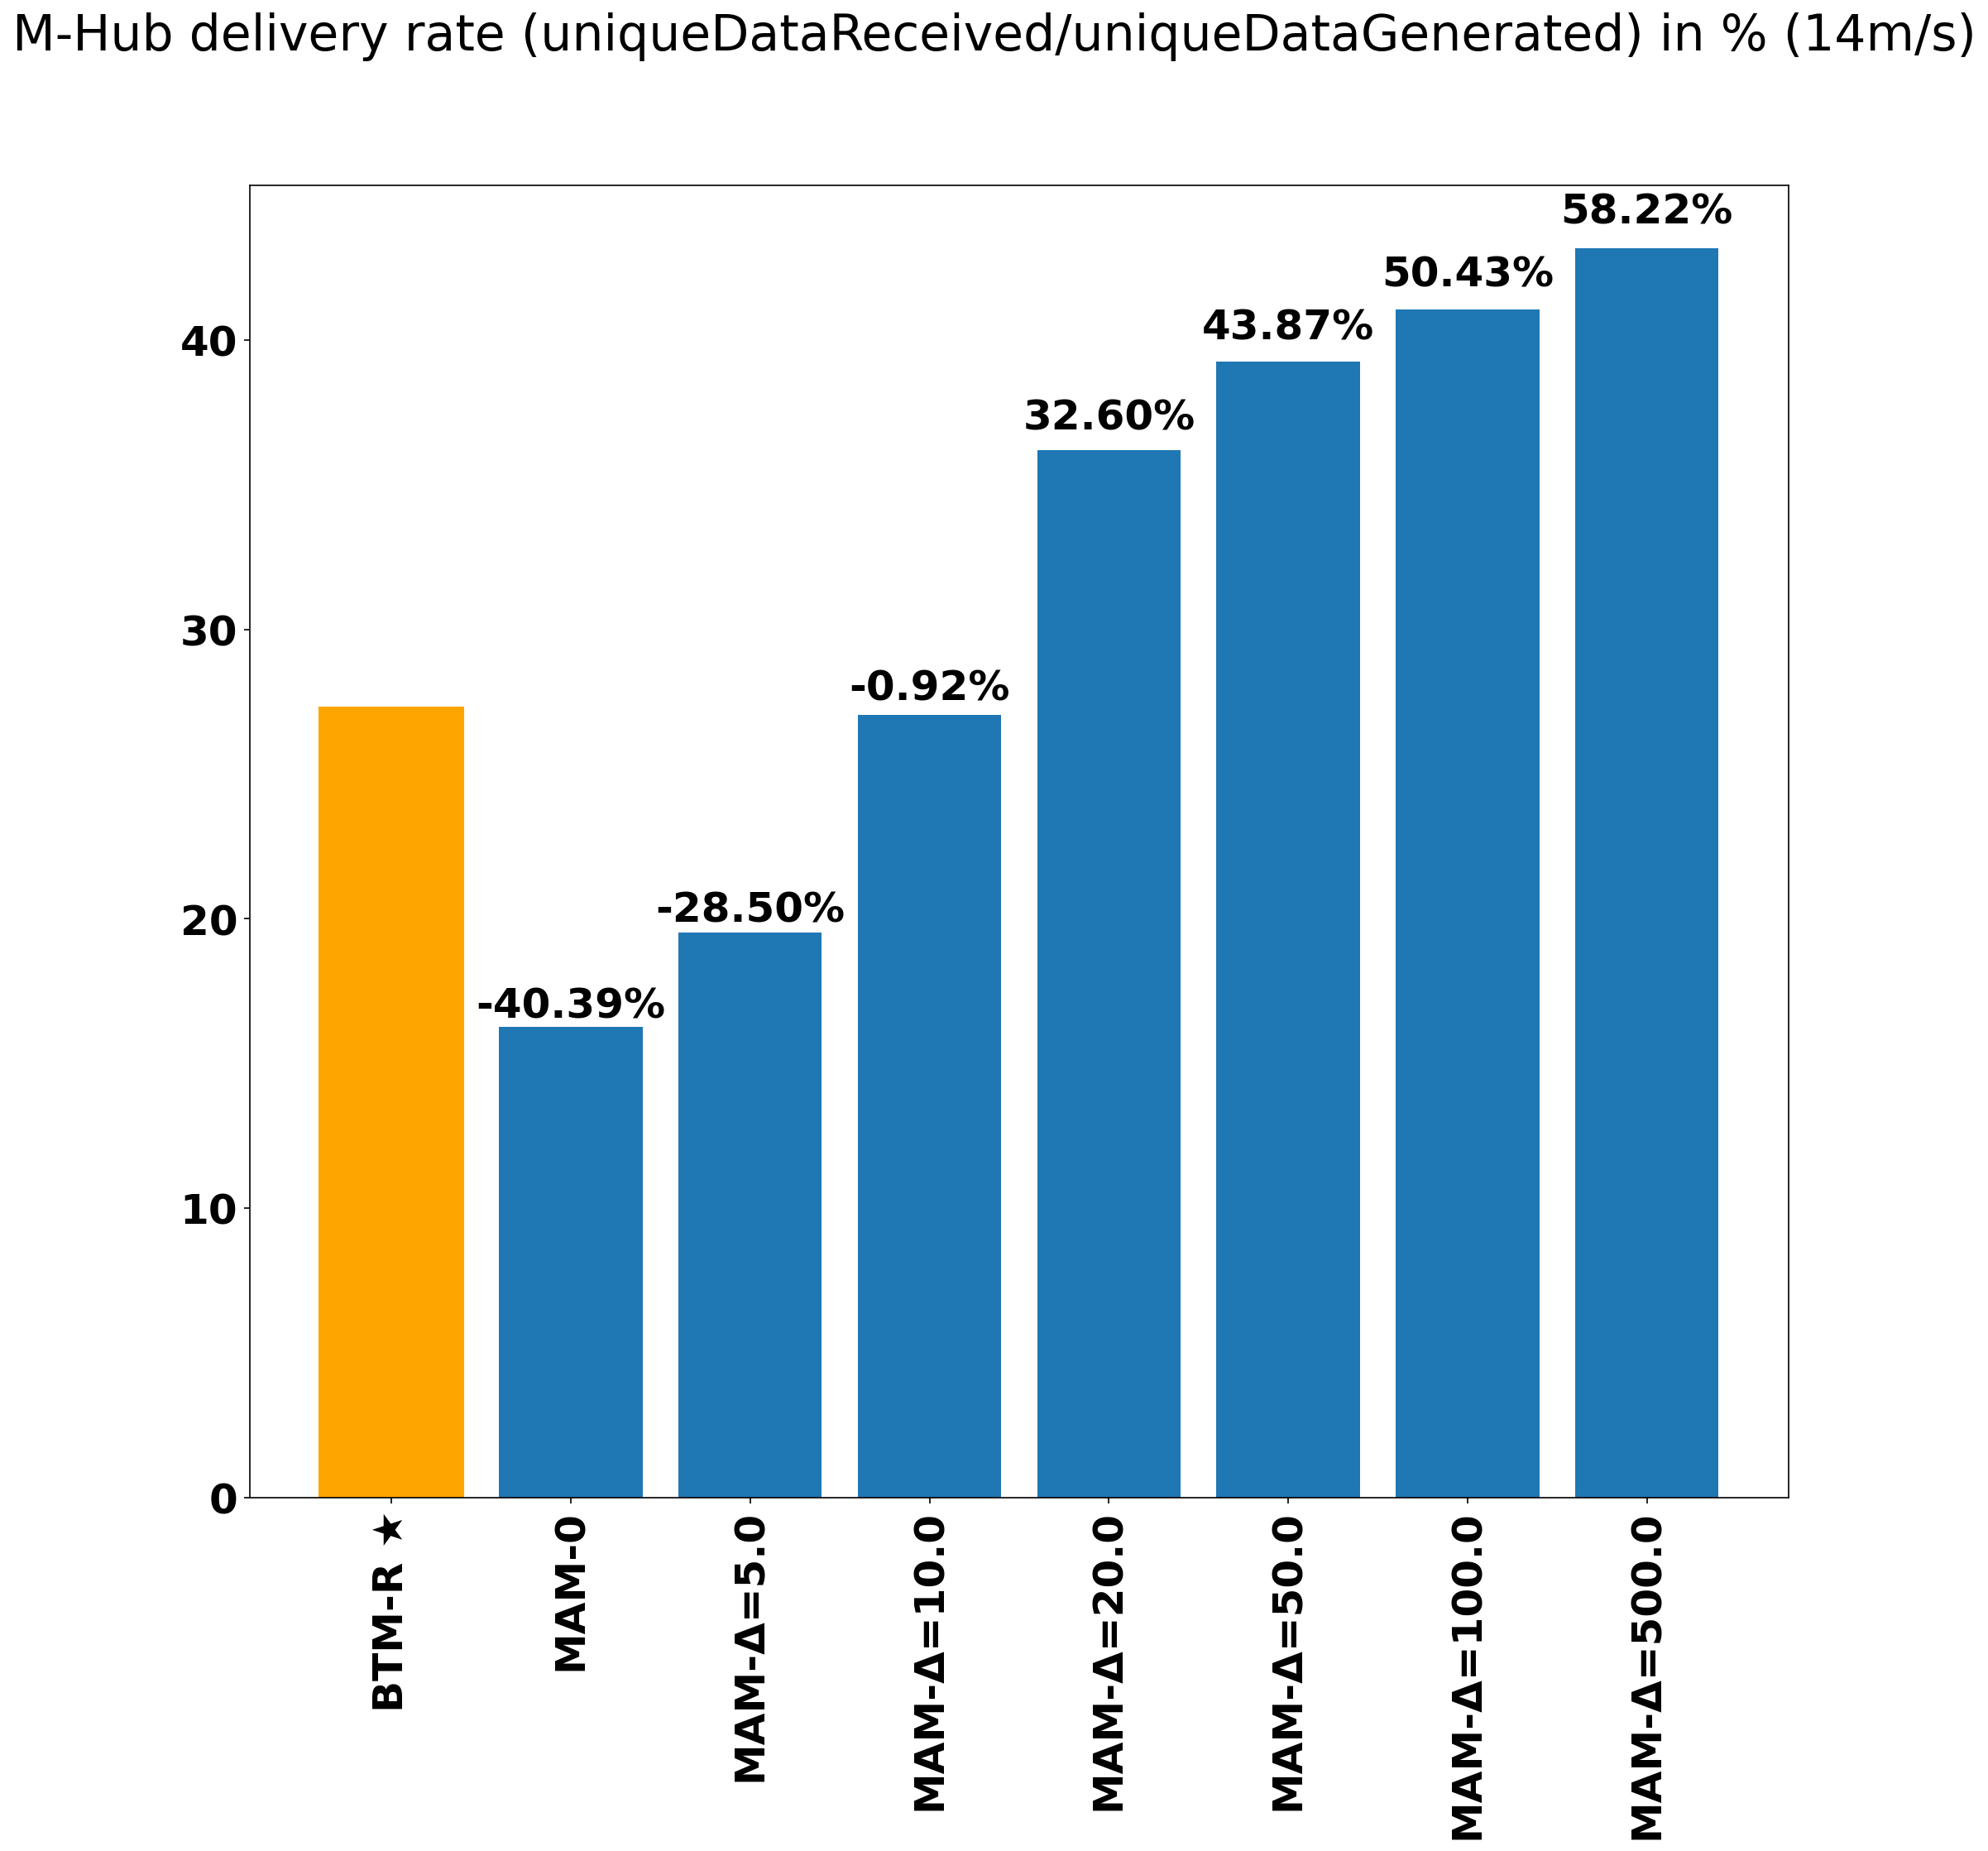 M-Hub delivery rate (uniqueDataReceived/uniqueDataGenerated) in % (14m/s)
58.22%
50.43%
43.87%
40
32.60%
30
-0.92%
20
-28.50%
-40.39%
10
0
BTM-R ★
MAM-0
MAM-Δ=5.0
MAM-Δ=10.0
MAM-Δ=20.0
MAM-Δ=50.0
MAM-Δ=100.0
MAM-Δ=500.0